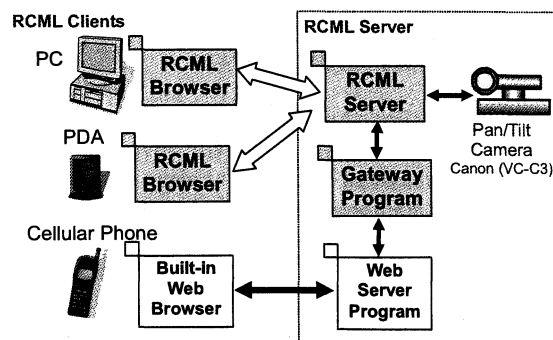 RCML Clients
PC
RCML
Browser
PDA
RCML
Browser
Cellular Phone
Built-in
Web
Browser
RCML Server
RCML
Server
Pan/Tilt
Camera
Canon (VC-C3)
Gateway
Program
Web
Server
Program